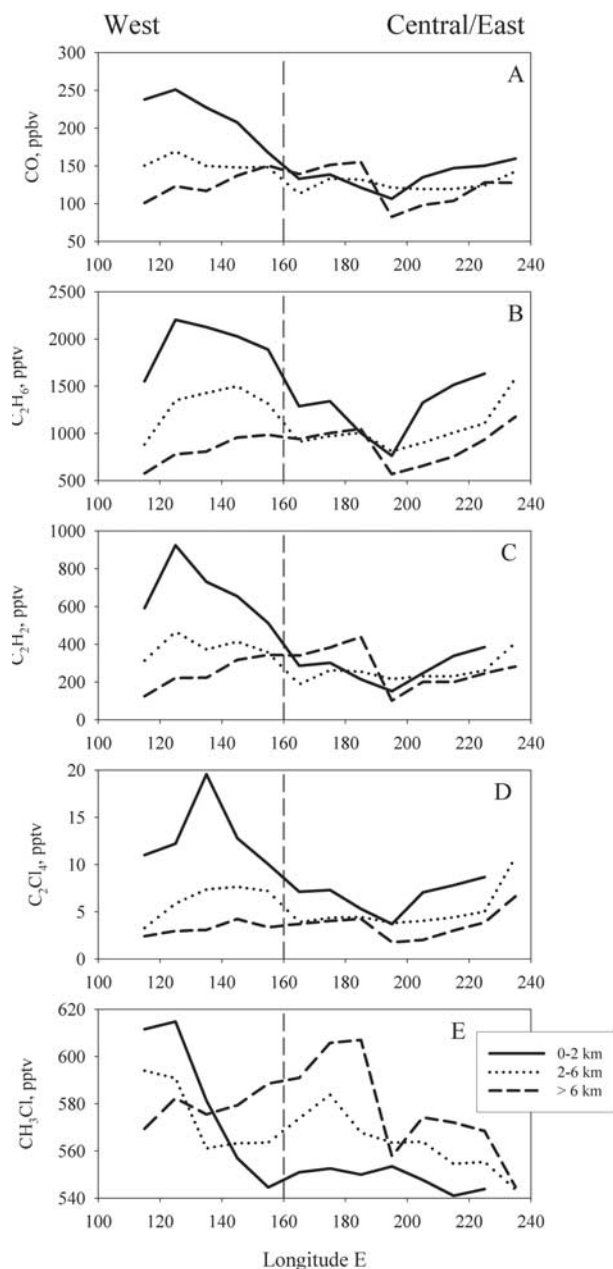 West Central/East
A
CO, ppbv
300
250
200
150
100
50
100 120 140 160 180 200 220 240
B
C₂H₆, pptv
2500
2000
1500
1000
500
100 120 140 160 180 200 220 240
C
C₂H₂, pptv
1000
800
600
400
200
0
100 120 140 160 180 200 220 240
D
C₂Cl₄, pptv
20
15
10
5
0
100 120 140 160 180 200 220 240
E
CH₃Cl, pptv
620
600
580
560
540
0-2 km
2-6 km
> 6 km
100 120 140 160 180 200 220 240
Longitude E